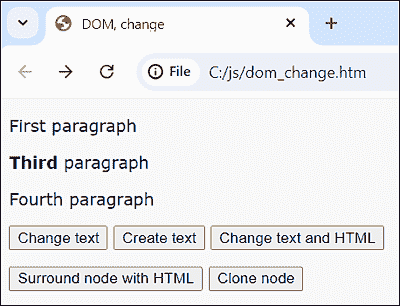 DOM, change
File C:/js/dom_change.htm
First paragraph
Third paragraph
Fourth paragraph
Change text Create text Change text and HTML
Surround node with HTML Clone node